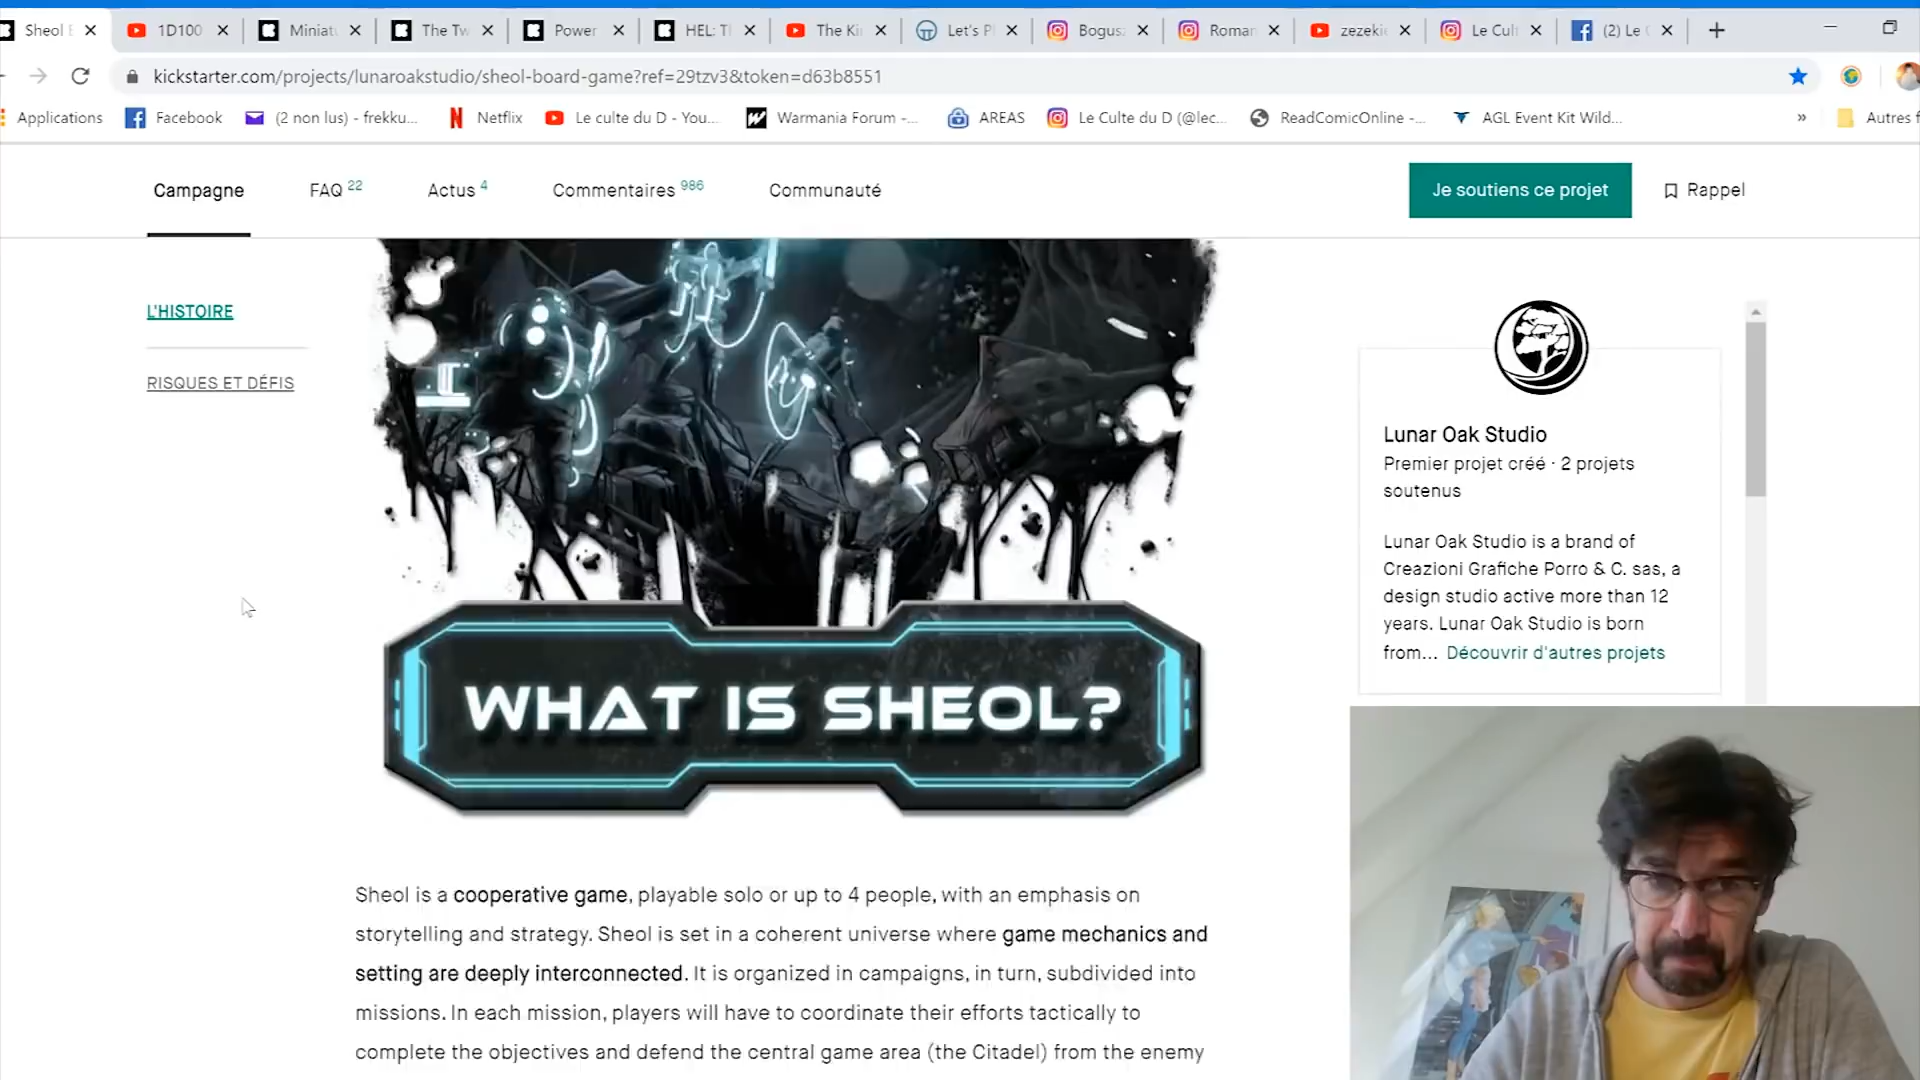 Sheol B
1D100
Miniatu
The Tw
Power
HEL: T
The Ki
Let's P
Bogus
Roman
zezeki
Le Cult
(2) Le C
kickstarter.com/projects/lunaroakstudio/sheol-board-game?ref=29tzv3&token=d63b8551
Applications
Facebook
(2 non lus) - frekku...
Netflix
Le culte du D - You...
Warmania Forum -...
AREAS
Le Culte du D (@lec...
ReadComicOnline -...
AGL Event Kit Wild...
»
Autres f
Campagne
FAQ 22
Actus 4
Commentaires 986
Communauté
Je soutiens ce projet
Rappel
L'HISTOIRE
RISQUES ET DÉFIS
WHAT IS SHEOL?
Sheol is a cooperative game, playable solo or up to 4 people, with an emphasis on
storytelling and strategy. Sheol is set in a coherent universe where game mechanics and
setting are deeply interconnected. It is organized in campaigns, in turn, subdivided into
missions. In each mission, players will have to coordinate their efforts tactically to
complete the objectives and defend the central game area (the Citadel) from the enemy
Lunar Oak Studio
Premier projet créé · 2 projets
soutenus
Lunar Oak Studio is a brand of
Creazioni Grafiche Porro & C. sas, a
design studio active more than 12
years. Lunar Oak Studio is born
from... Découvrir d'autres projets